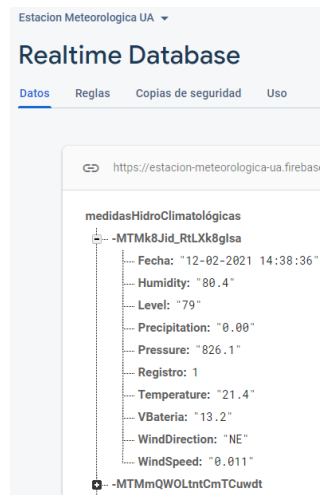 Estacion Meteorologica UA
Realtime Database
Datos Reglas Copias de seguridad Uso
https://estacion-meteorologica-ua.firebase
medidasHidroClimatológicas
-MTMk8Jid_RtLXk8glsa
Fecha: "12-02-2021 14:38:36"
Humidity: "80.4"
Level: "79"
Precipitation: "0.00"
Pressure: "826.1"
Registro: 1
Temperature: "21.4"
VBateria: "13.2"
WindDirection: "NE"
WindSpeed: "0.011"
-MTMmQWOLtntCmTCuwdt